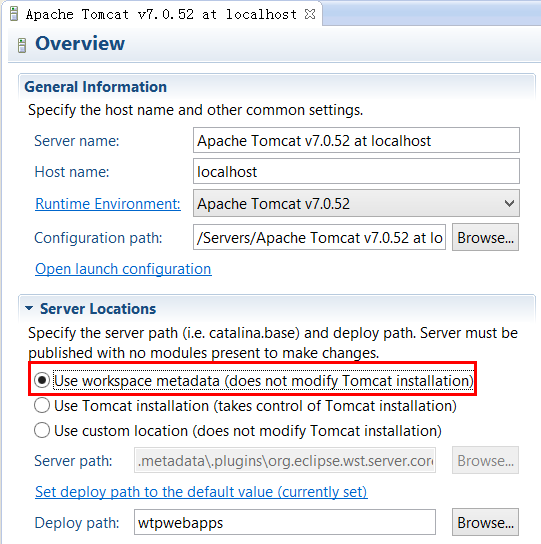 Apache Tomcat v7.0.52 at localhost
Overview
General Information
Specify the host name and other common settings.
Server name: Apache Tomcat v7.0.52 at localhost
Host name: localhost
Runtime Environment: Apache Tomcat v7.0.52
Configuration path: /Servers/Apache Tomcat v7.0.52 at lo Browse...
Open launch configuration
Server Locations
Specify the server path (i.e. catalina.base) and deploy path. Server must be
published with no modules present to make changes.
Use workspace metadata (does not modify Tomcat installation)
Use Tomcat installation (takes control of Tomcat installation)
Use custom location (does not modify Tomcat installation)
Server path: .metadata\.plugins\org.eclipse.wst.server.core Browse...
Set deploy path to the default value (currently set)
Deploy path: wtpwebapps Browse...